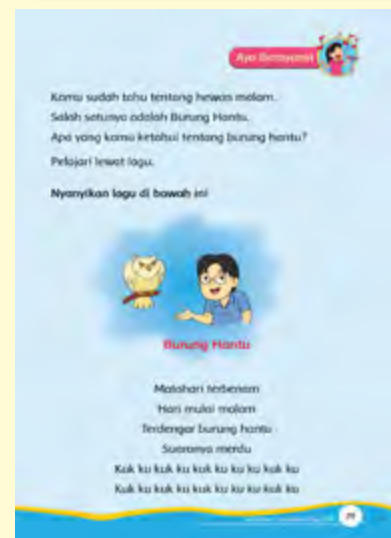 Ayo Bernyanyi
Kamu sudah tahu tentang hewan malam.
Salah satunya adalah Burung Hantu.
Apa yang kamu ketahui tentang burung hantu?
Pelajari lewat lagu.
Nyanyikan lagu di bawah ini
Burung Hantu
Matahari terbenam
Hari mulai malam
Terdengar burung hantu
Suaranya merdu
Kuk ku kuk ku kuk ku ku ku kuk ku
Kuk ku kuk ku kuk ku ku ku kuk ku